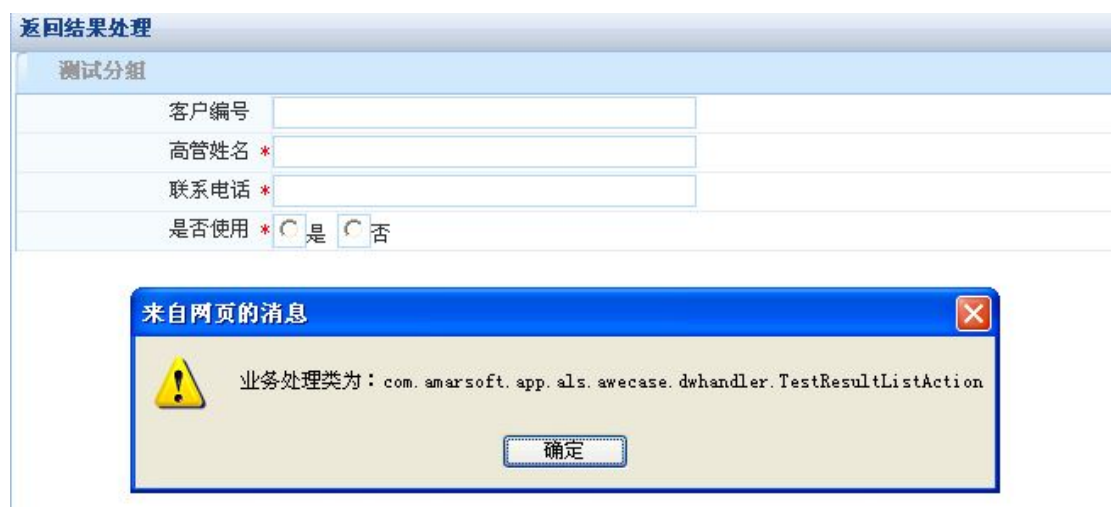 返回结果处理
测试分组
客户编号
高管姓名 *
联系电话 *
是否使用 * 是 否
来自网页的消息
业务处理类为：com.amarsoft.app.als.awecase.dwhandler.TestResultListAction
确定